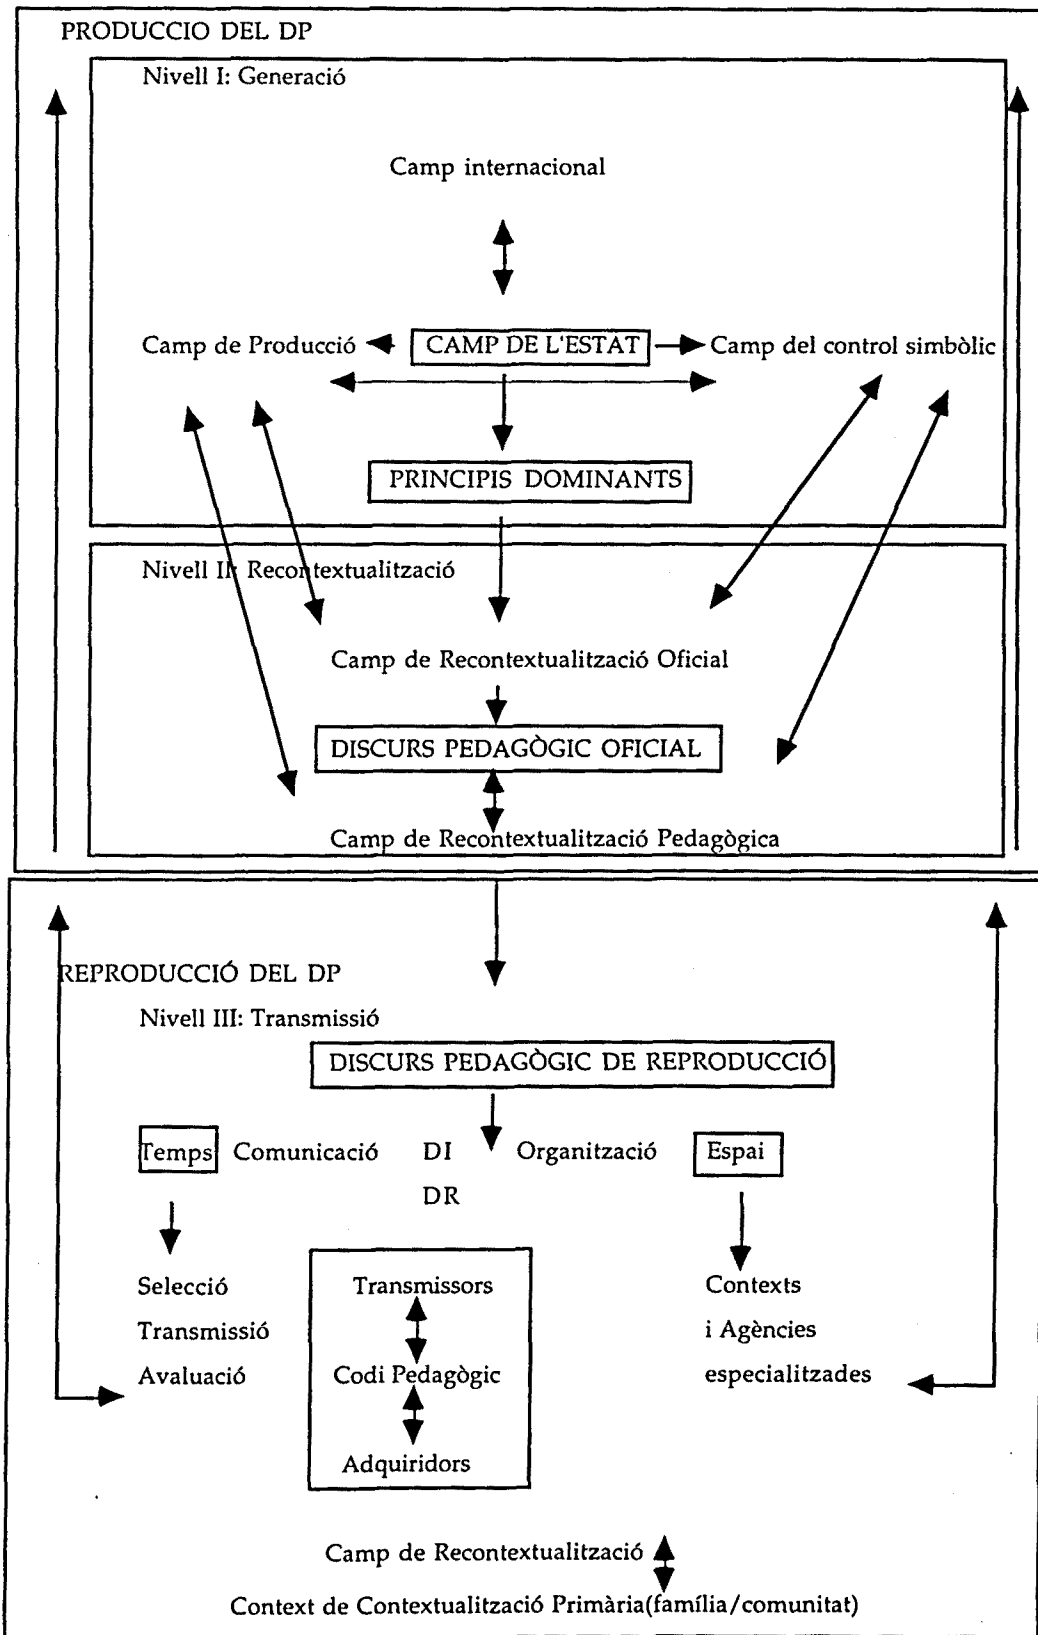 PRODUCCIO DEL DP
Nivell I: Generació
Camp internacional
Camp de Producció CAMP DE L'ESTAT Camp del control simbòlic
PRINCIPIS DOMINANTS
Nivell II: Recontextualització
Camp de Recontextualització Oficial
DISCURS PEDAGÒGIC OFICIAL
Camp de Recontextualització Pedagògica
REPRODUCCIÓ DEL DP
Nivell III: Transmissió
DISCURS PEDAGÒGIC DE REPRODUCCIÓ
Temps Comunicació DI Organització Espai
DR
Selecció Transmissors Contexts
Transmissió i Agències
Avaluació Codi Pedagògic especialitzades
Adquiridors
Camp de Recontextualització
Context de Contextualització Primària(família/comunitat)